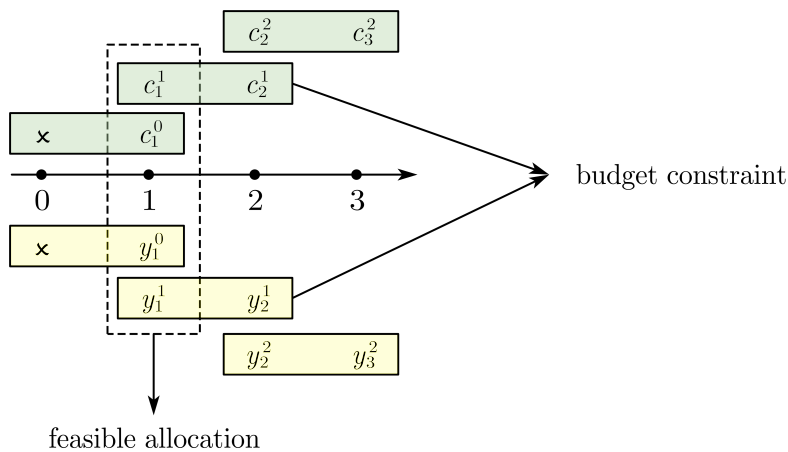 c_2^2 c_3^2
c_1^1 c_2^1
× c_1^0
0 1 2 3
budget constraint
× y_1^0
y_1^1 y_2^1
y_2^2 y_3^2
feasible allocation